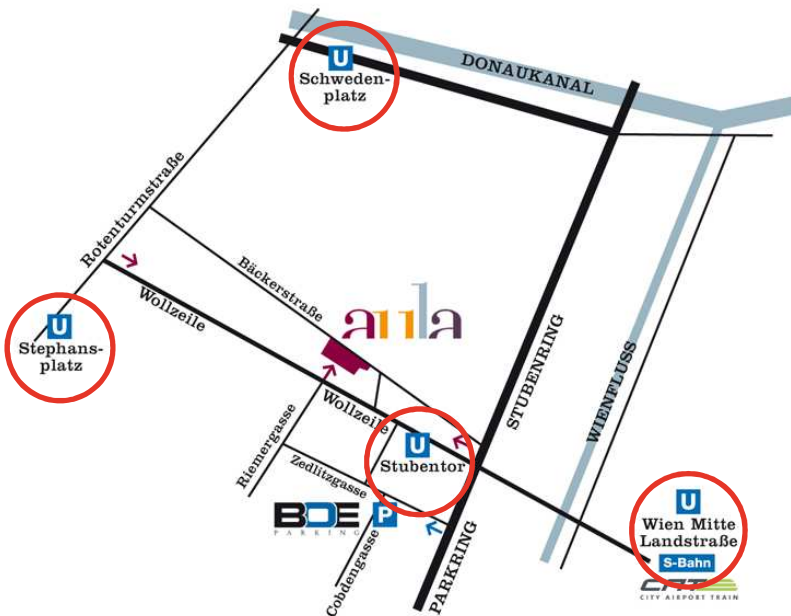 U
Schweden-
platz
DONAUKANAL
Rotenturmstraße
Bäckerstraße
aula
Wollzeile
U
Stephans-
platz
STUBENRING
WIENFLUSS
Wollzeile
Riemergasse
U
Stubentor
Zedlitzgasse
BOE P
PARKING
Cobdengasse
PARKRING
U
Wien Mitte
Landstraße
S-Bahn
CAT
CITY AIRPORT TRAIN